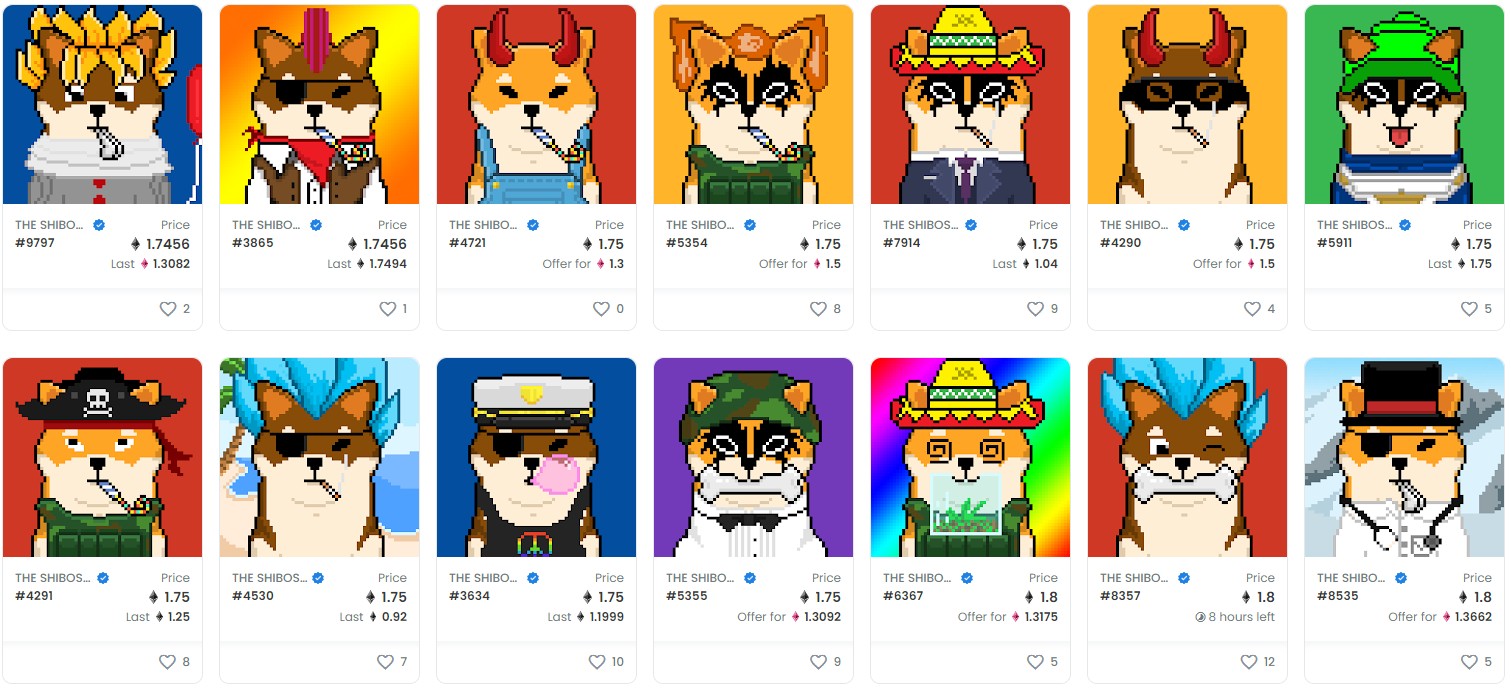 THE SHIBO... Price
#9797 1.7456
Last 1.3082
2
THE SHIBO... Price
#3865 1.7456
Last 1.7494
1
THE SHIBO... Price
#4721 1.75
Offer for 1.3
0
THE SHIBO... Price
#5354 1.75
Offer for 1.5
8
THE SHIBOS... Price
#7914 1.75
Last 1.04
9
THE SHIBO... Price
#4290 1.75
Offer for 1.5
4
THE SHIBO... Price
#5911 1.75
Last 1.75
5
THE SHIBOS... Price
#4291 1.75
Last 1.25
8
THE SHIBOS... Price
#4530 1.75
Last 0.92
7
THE SHIBO... Price
#3634 1.75
Last 1.1999
10
THE SHIBO... Price
#5355 1.75
Offer for 1.3092
9
THE SHIBO... Price
#6367 1.8
Offer for 1.3175
5
THE SHIBO... Price
#8357 1.8
8 hours left
12
THE SHIBO... Price
#8535 1.8
Offer for 1.3662
5